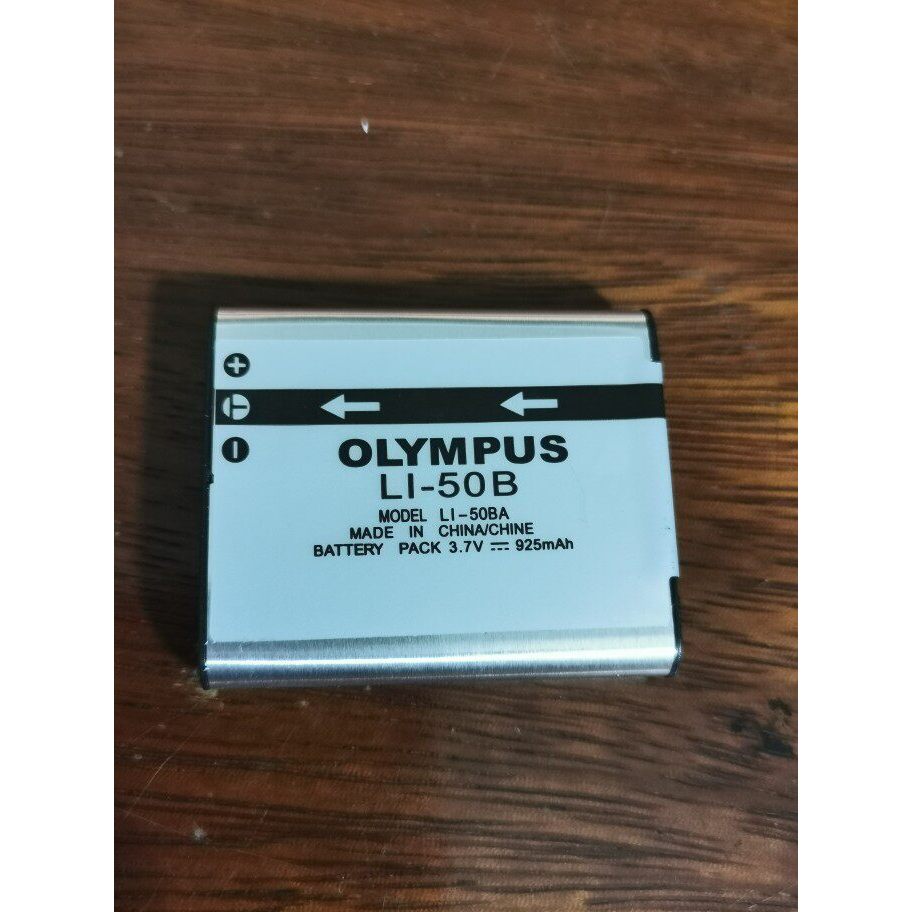 OLYMPUS
LI-50B
MODEL LI-50BA
MADE IN CHINA/CHINE
BATTERY PACK 3.7V ⎓ 925mAh